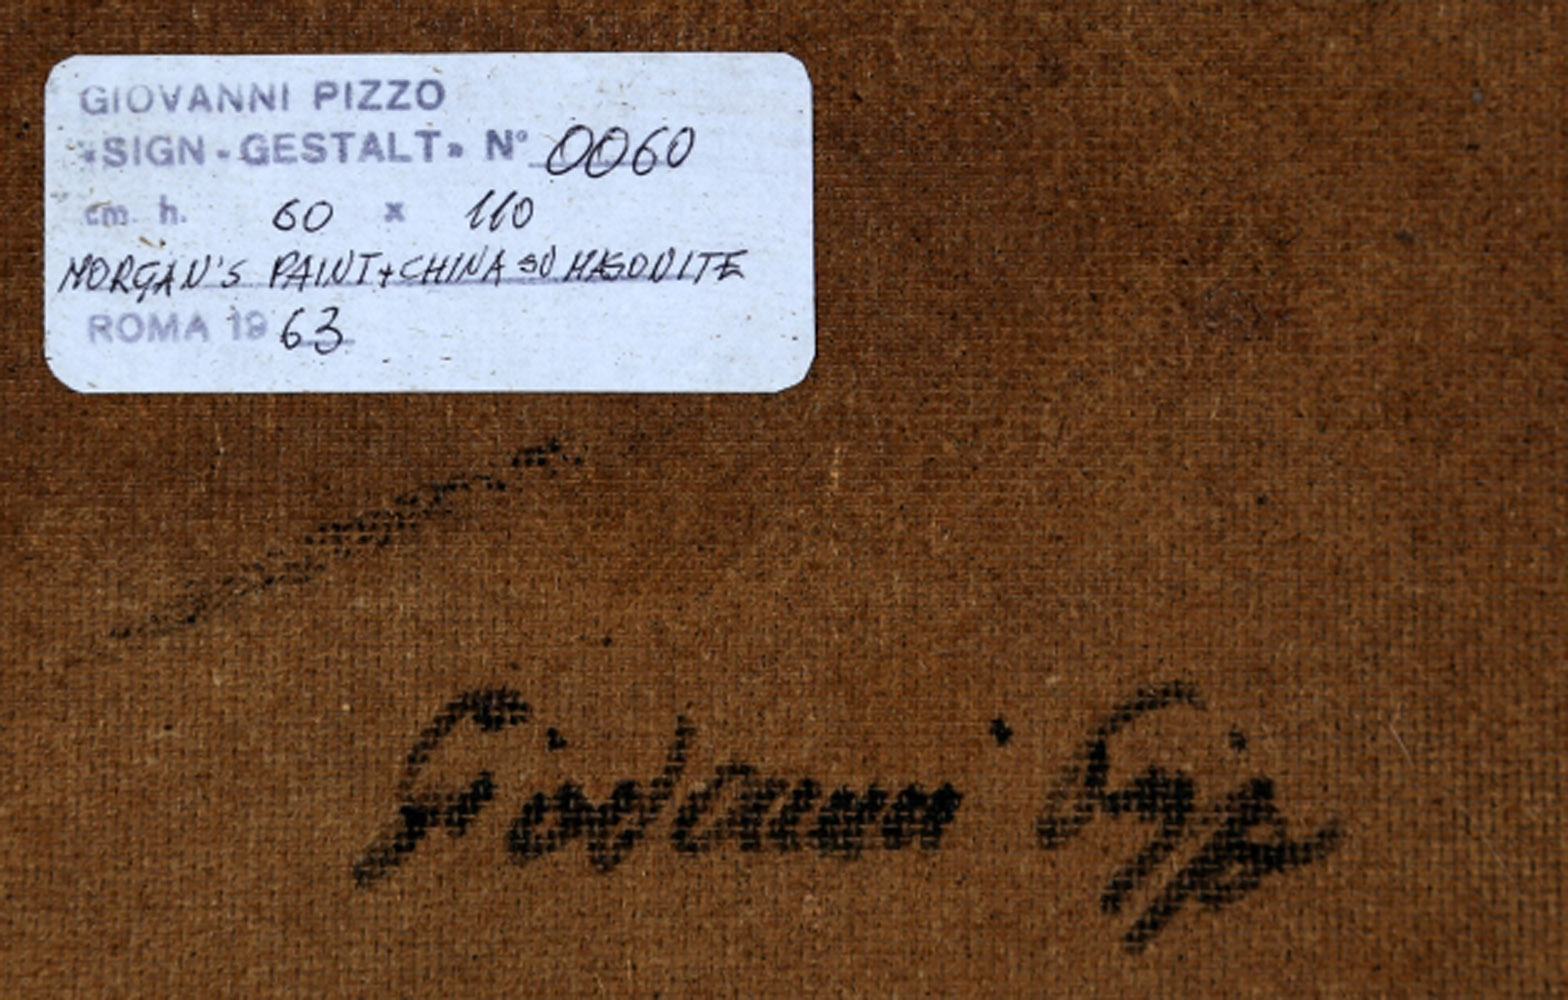 GIOVANNI PIZZO
«SIGN-GESTALT» N° 0060
cm h. 60 x 110
MORGAN'S PAINT+CHINA SU MASONITE
ROMA 1963
Giovanni Pizzo